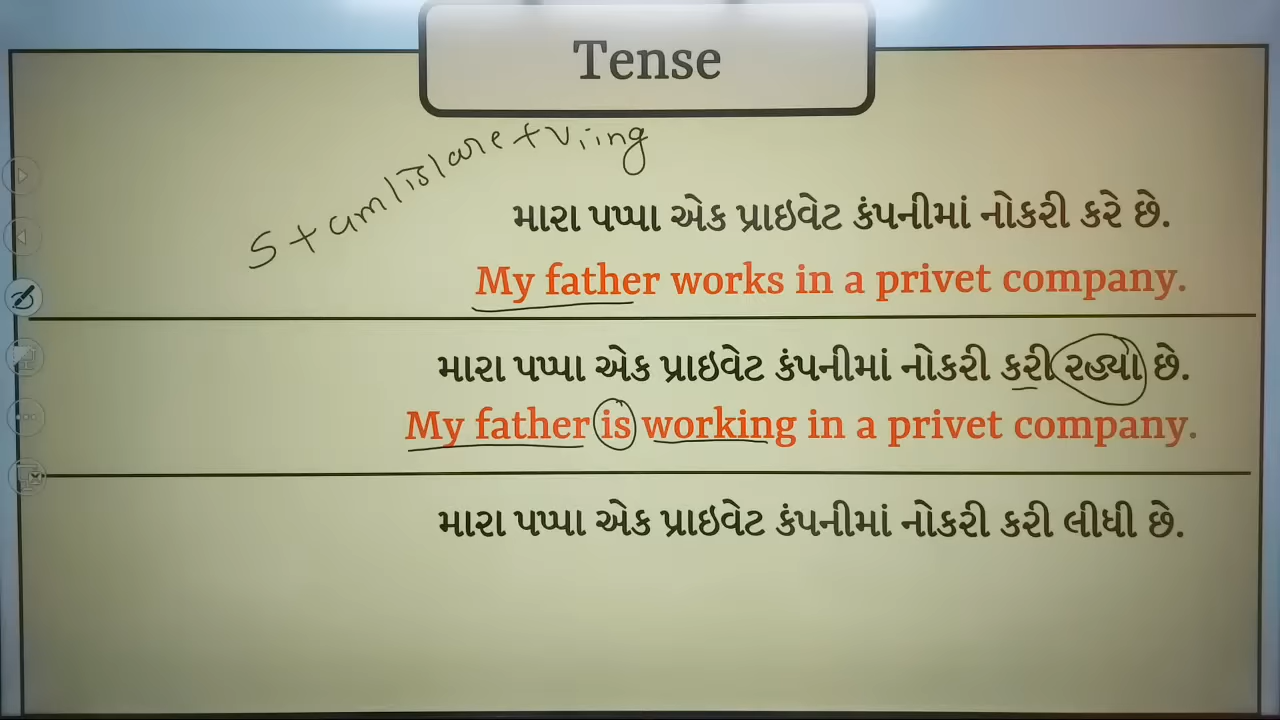 Tense
S + am/is/are + V1ing
મારા પપ્પા એક પ્રાઇવેટ કંપનીમાં નોકરી કરે છે.
My father works in a privet company.
મારા પપ્પા એક પ્રાઇવેટ કંપનીમાં નોકરી કરી રહ્યા છે.
My father is working in a privet company.
મારા પપ્પા એક પ્રાઇવેટ કંપનીમાં નોકરી કરી લીધી છે.